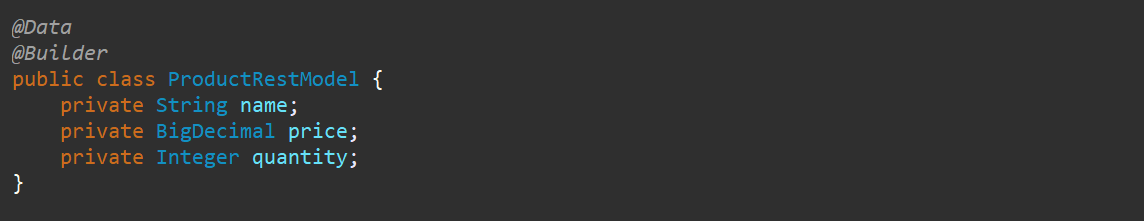 @Data
@Builder
public class ProductRestModel {
    private String name;
    private BigDecimal price;
    private Integer quantity;
}